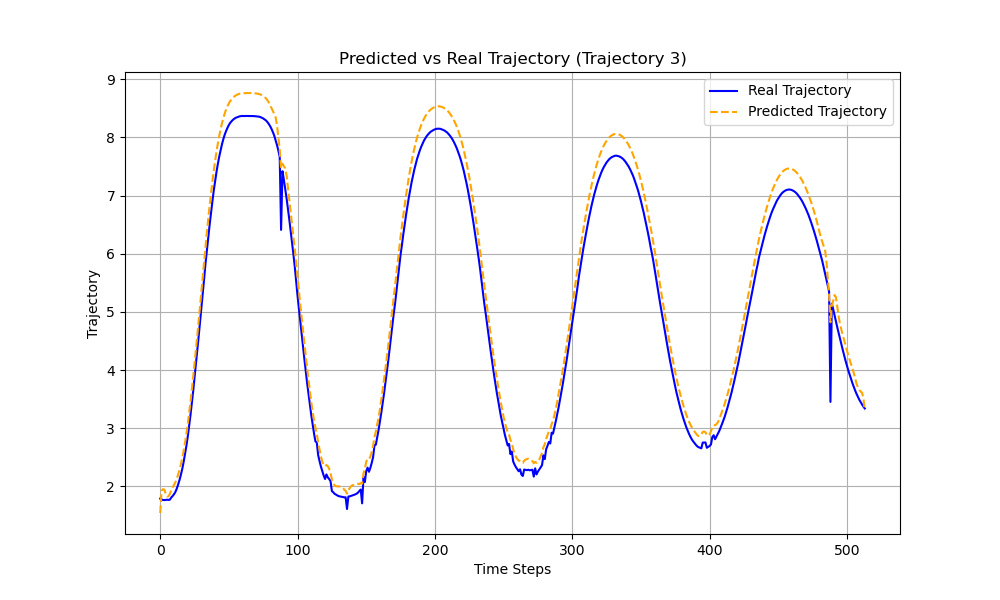 Predicted vs Real Trajectory (Trajectory 3)
Real Trajectory
Predicted Trajectory
Trajectory
9
8
7
6
5
4
3
2
0 100 200 300 400 500
Time Steps